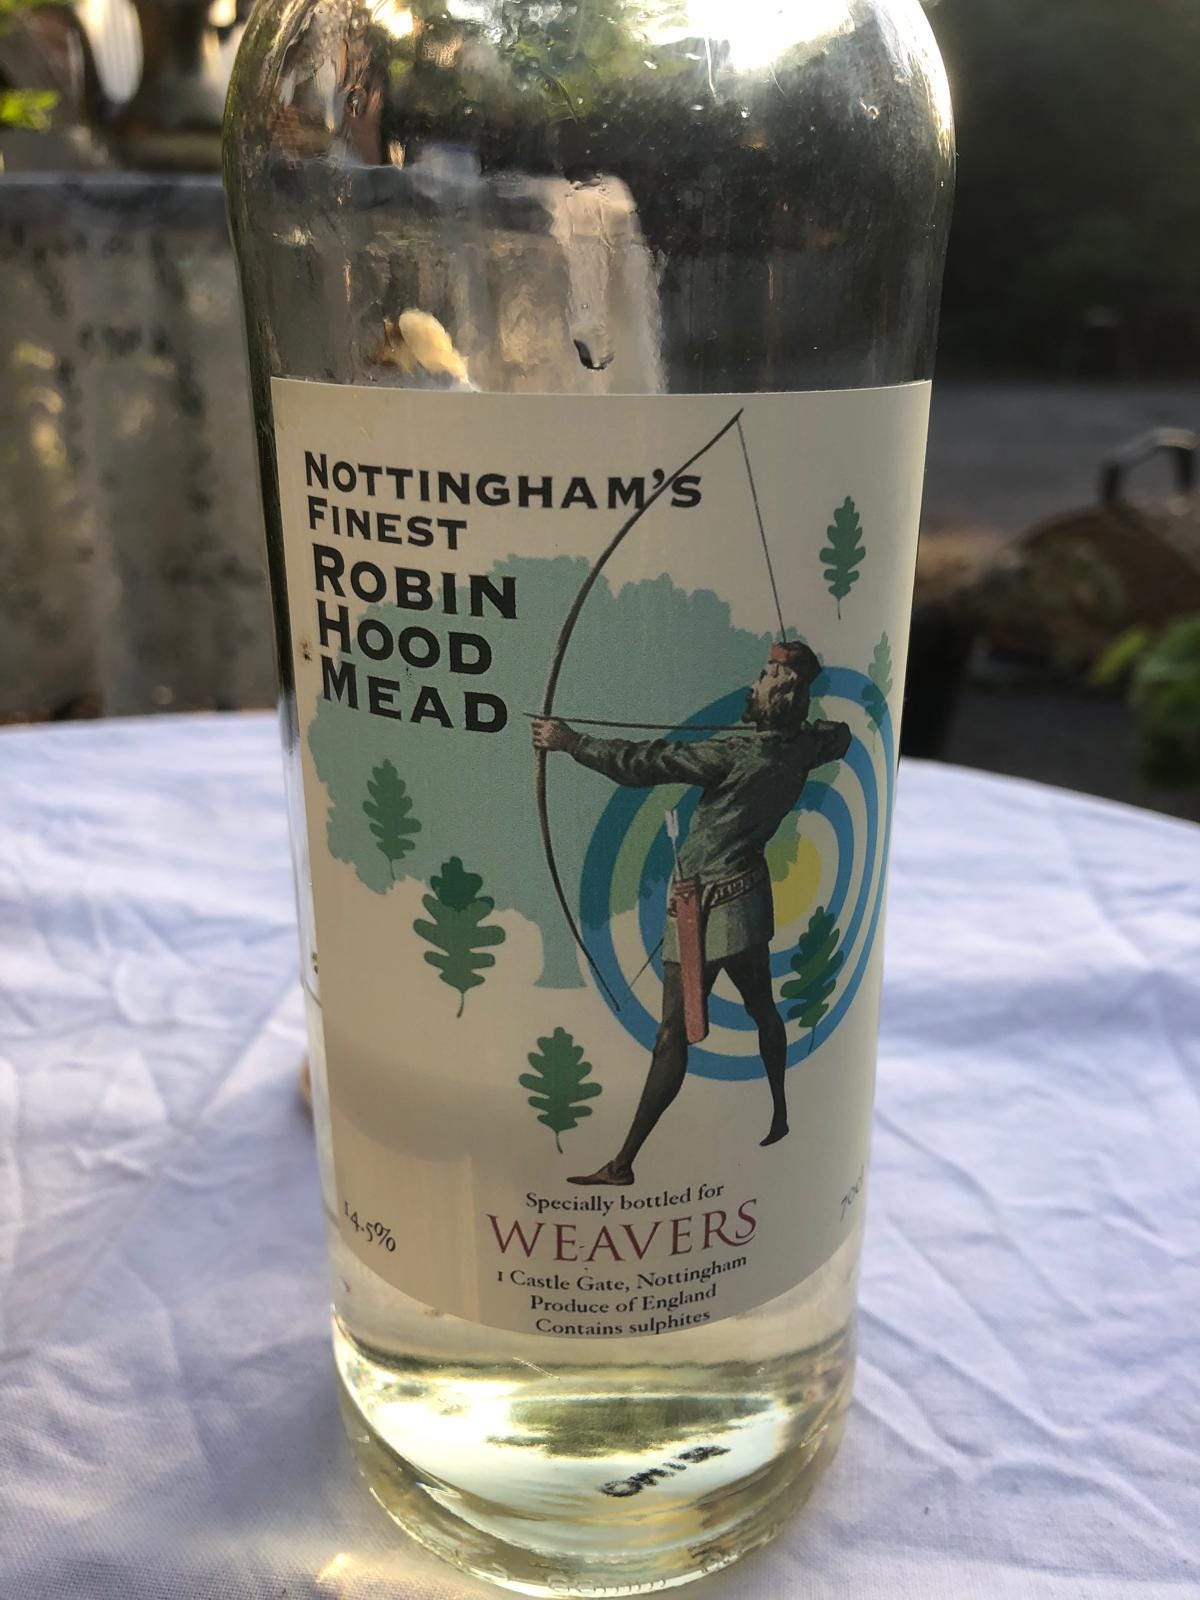 NOTTINGHAM'S
FINEST
ROBIN
HOOD
MEAD
Specially bottled for
WEAVERS
1 Castle Gate, Nottingham
Produce of England
Contains sulphites
14.5%
70cl